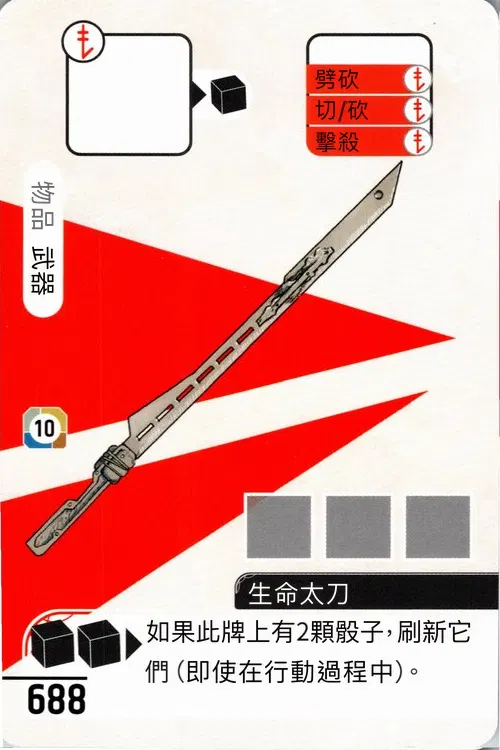 劈砍
切/砍
擊殺
物品 武器
10
生命太刀
如果此牌上有2顆骰子，刷新它
們（即使在行動過程中）。
688